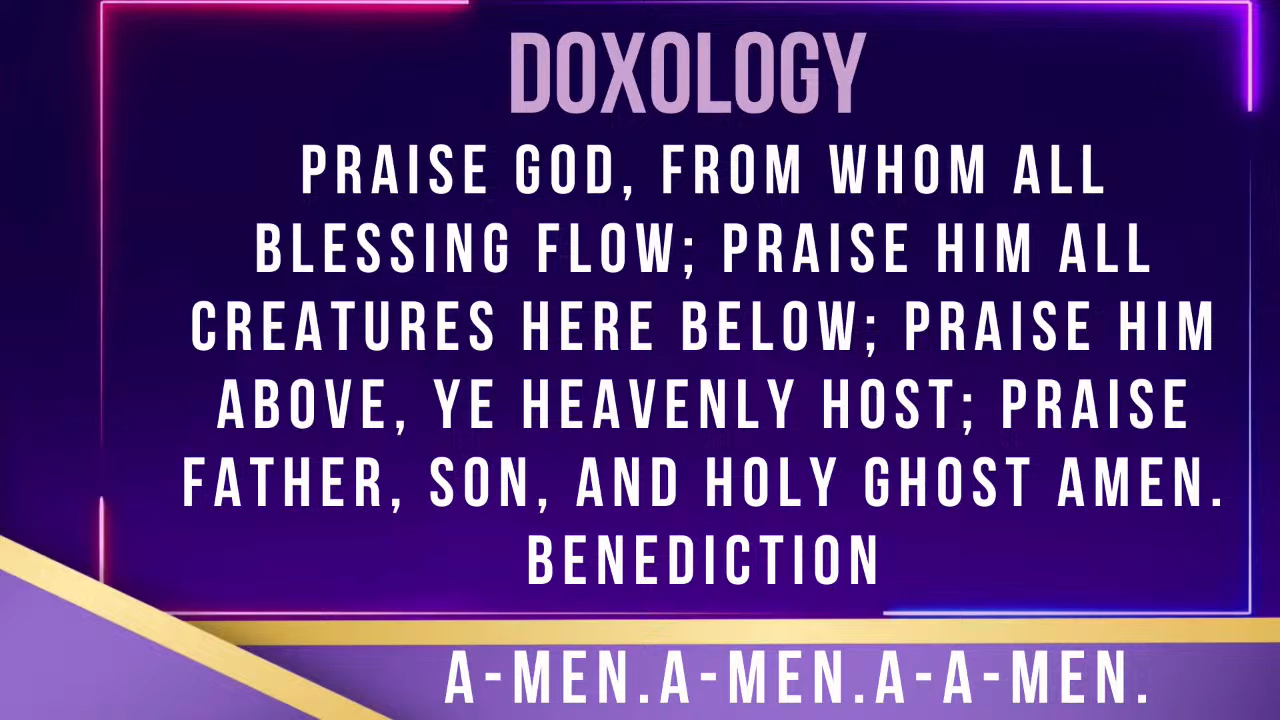 DOXOLOGY
PRAISE GOD, FROM WHOM ALL
BLESSING FLOW; PRAISE HIM ALL
CREATURES HERE BELOW; PRAISE HIM
ABOVE, YE HEAVENLY HOST; PRAISE
FATHER, SON, AND HOLY GHOST AMEN.
BENEDICTION
A-MEN.A-MEN.A-A-MEN.